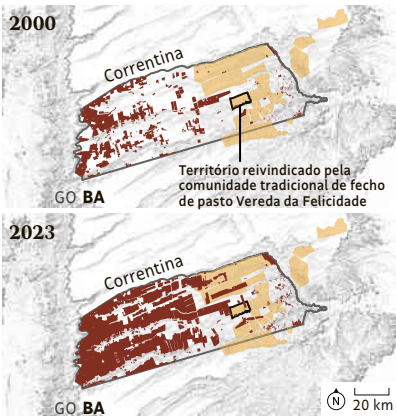 2000
Correntina
Território reivindicado pela
comunidade tradicional de fecho
de pasto Vereda da Felicidade
GO BA
2023
Correntina
GO BA
N
20 km